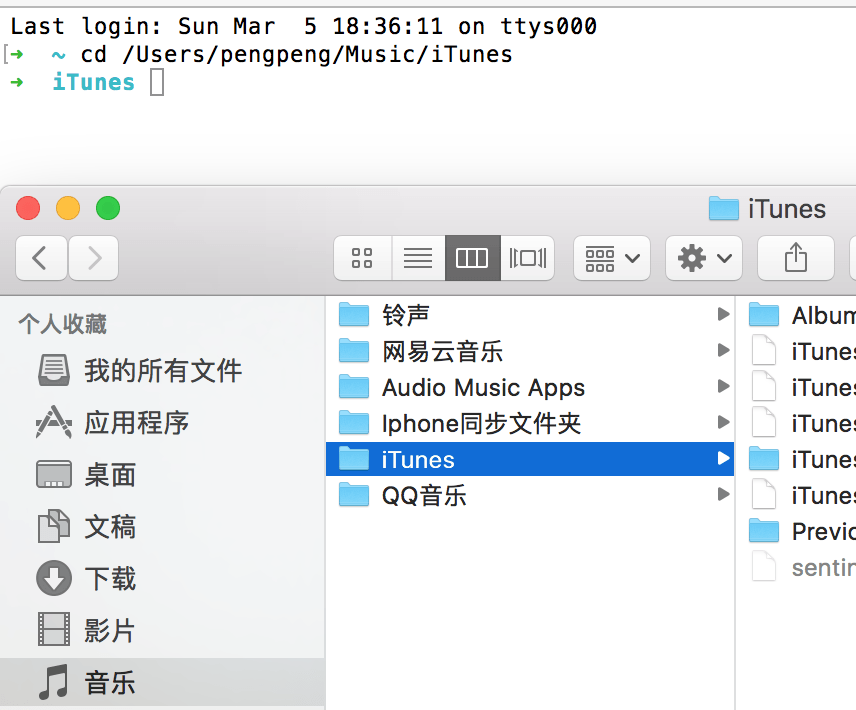 Last login: Sun Mar  5 18:36:11 on ttys000
[➜  ~ cd /Users/pengpeng/Music/iTunes
➜  iTunes
iTunes
个人收藏
我的所有文件
应用程序
桌面
文稿
下载
影片
音乐
铃声
网易云音乐
Audio Music Apps
Iphone同步文件夹
iTunes
QQ音乐
Album
iTunes
iTunes
iTunes
iTunes
iTunes
Previo
sentin